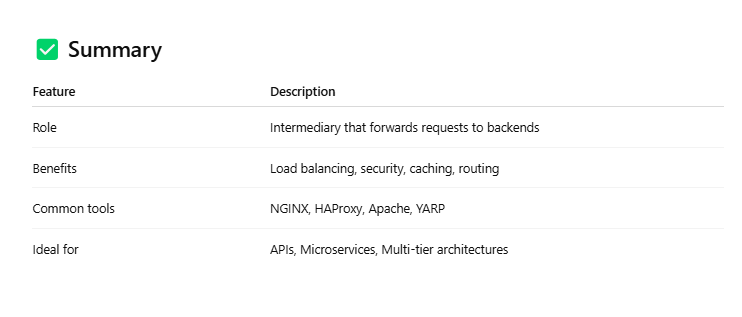 ✅ Summary
Feature Description
Role Intermediary that forwards requests to backends
Benefits Load balancing, security, caching, routing
Common tools NGINX, HAProxy, Apache, YARP
Ideal for APIs, Microservices, Multi-tier architectures